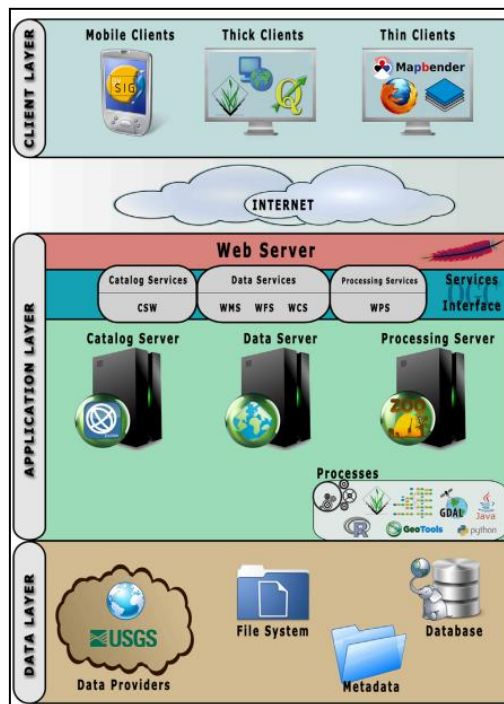 CLIENT LAYER
Mobile Clients Thick Clients Thin Clients
SIG
Mapbender
INTERNET
APPLICATION LAYER
Web Server
Catalog Services Data Services Processing Services Services
OGC
CSW WMS WFS WCS WPS Interface
Catalog Server Data Server Processing Server
ZOO
Processes
GDAL Java
R GeoTools python
DATA LAYER
USGS
File System Database
Data Providers Metadata